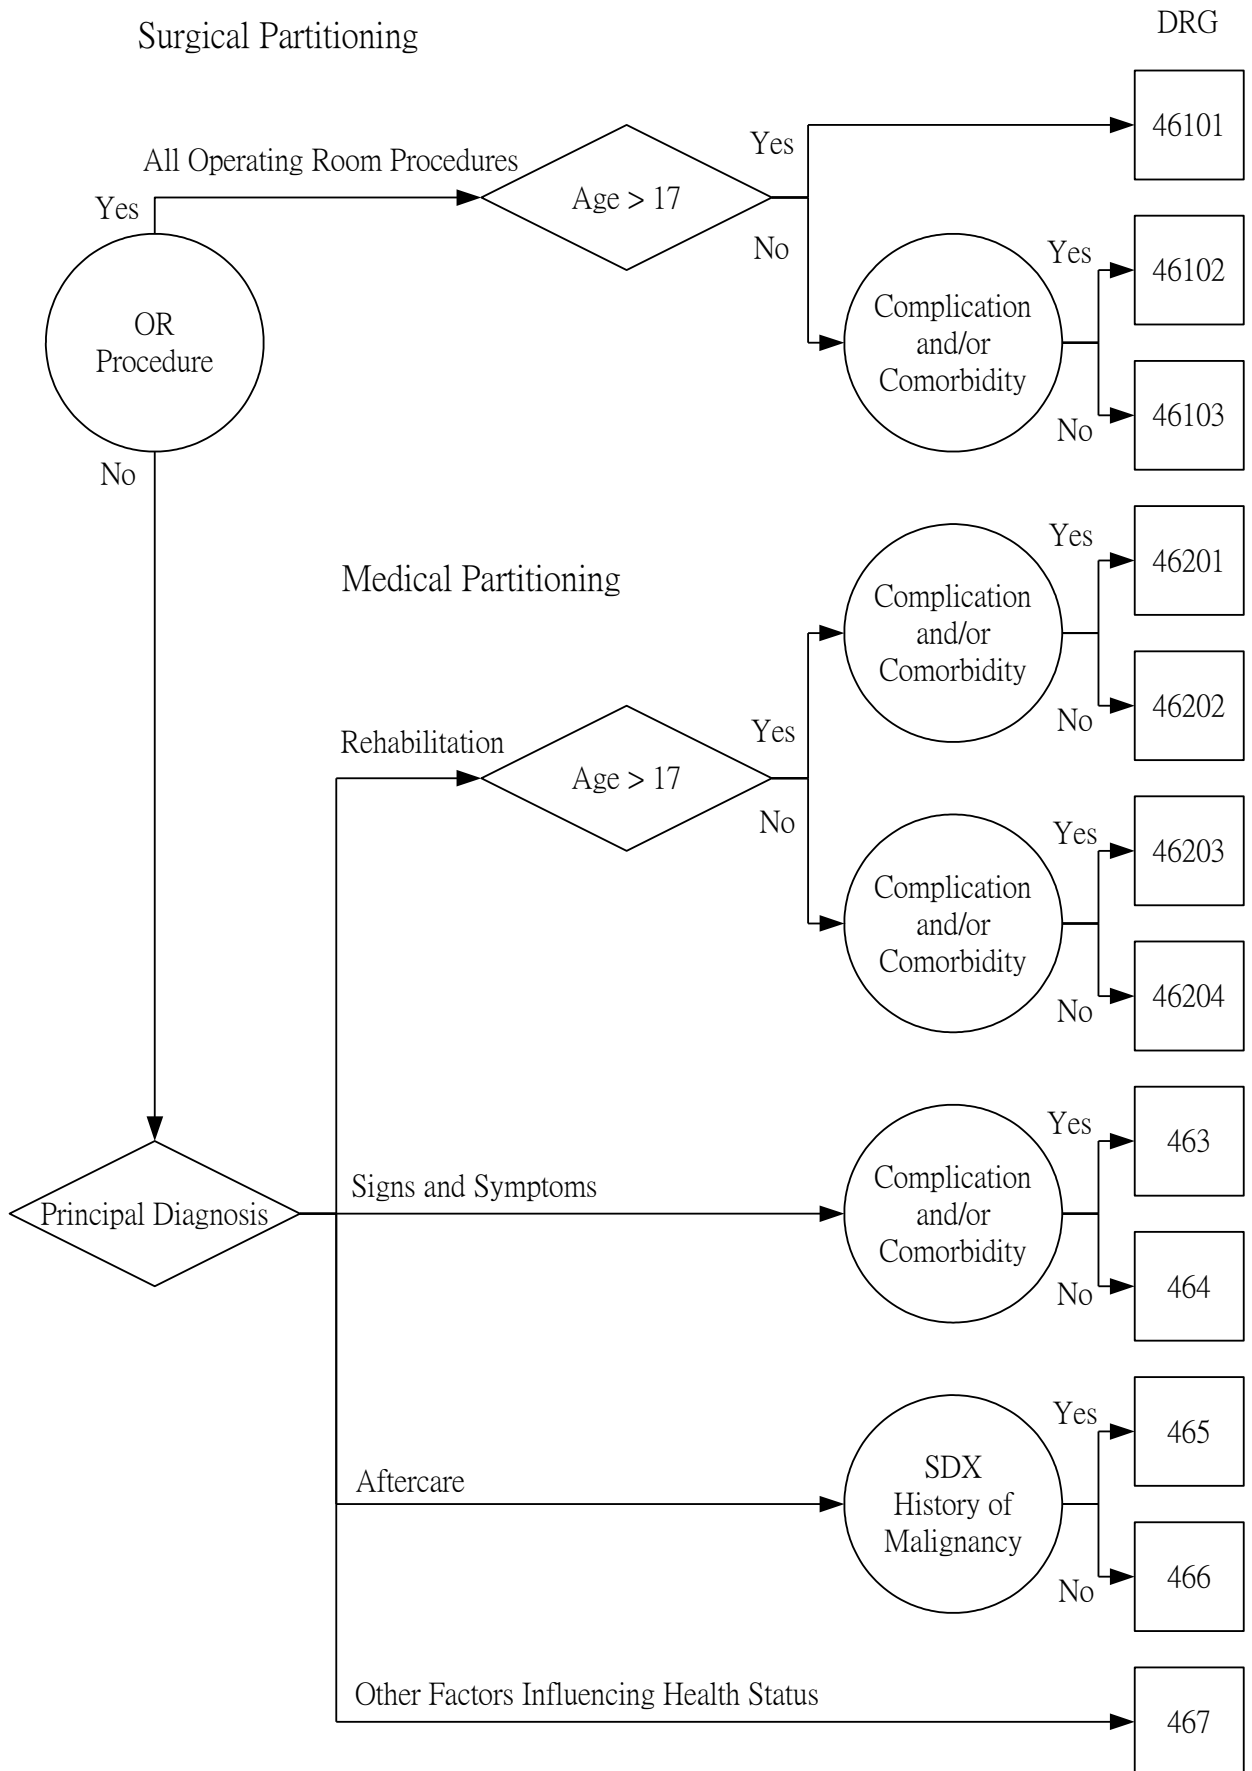 Surgical Partitioning
DRG
All Operating Room Procedures
Yes
Age > 17
Yes
No
46101
OR
Procedure
No
Complication
and/or
Comorbidity
Yes
46102
No
46103
Medical Partitioning
Rehabilitation
Age > 17
Yes
No
Complication
and/or
Comorbidity
Yes
46201
No
46202
Complication
and/or
Comorbidity
Yes
46203
No
46204
Principal Diagnosis
Signs and Symptoms
Complication
and/or
Comorbidity
Yes
463
No
464
Aftercare
SDX
History of
Malignancy
Yes
465
No
466
Other Factors Influencing Health Status
467